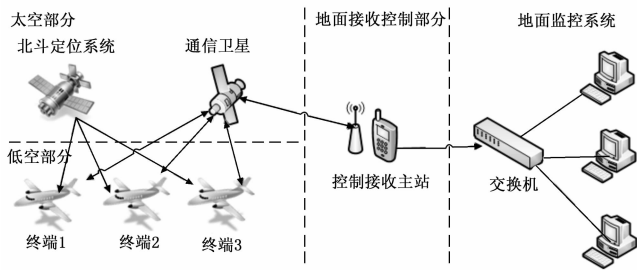 太空部分
地面接收控制部分
地面监控系统
北斗定位系统
通信卫星
低空部分
控制接收主站
交换机
终端1
终端2
终端3